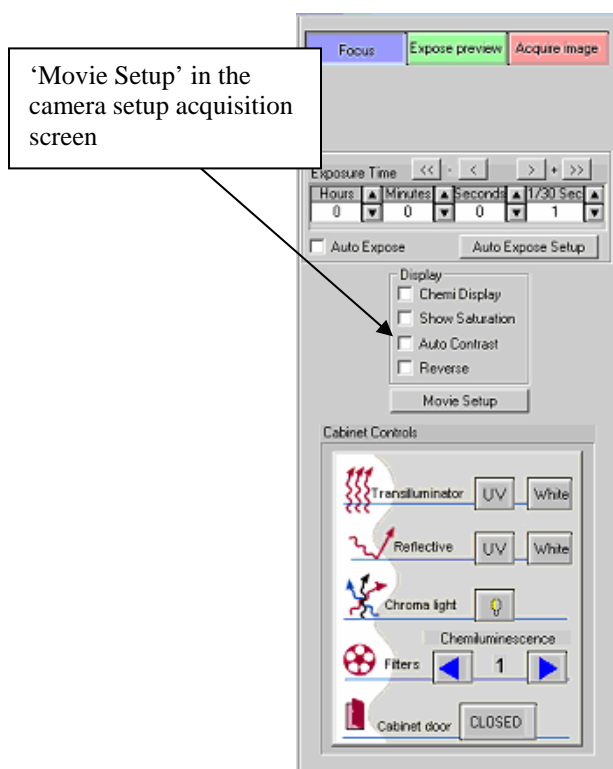 Focus Expose preview Acquire image
‘Movie Setup’ in the
camera setup acquisition
screen
Exposure Time << - < > + >>
Hours Minutes Seconds 1/30 Sec
0 0 0 1
Auto Expose Auto Expose Setup
Display
Chemi Display
Show Saturation
Auto Contrast
Reverse
Movie Setup
Cabinet Controls
Transilluminator UV White
Reflective UV White
Chroma light
Chemiluminescence
Filters 1
Cabinet door CLOSED